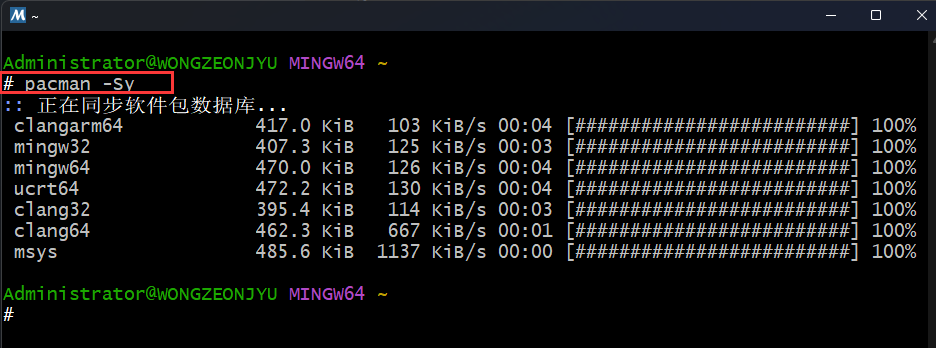 M ~
Administrator@WONGZEONJYU MINGW64 ~
# pacman -Sy
:: 正在同步软件包数据库...
clangarm64 417.0 KiB 103 KiB/s 00:04 [#########################] 100%
mingw32 407.3 KiB 125 KiB/s 00:03 [#########################] 100%
mingw64 470.0 KiB 126 KiB/s 00:04 [#########################] 100%
ucrt64 472.2 KiB 130 KiB/s 00:04 [#########################] 100%
clang32 395.4 KiB 114 KiB/s 00:03 [#########################] 100%
clang64 462.3 KiB 667 KiB/s 00:01 [#########################] 100%
msys 485.6 KiB 1137 KiB/s 00:00 [#########################] 100%
Administrator@WONGZEONJYU MINGW64 ~
#